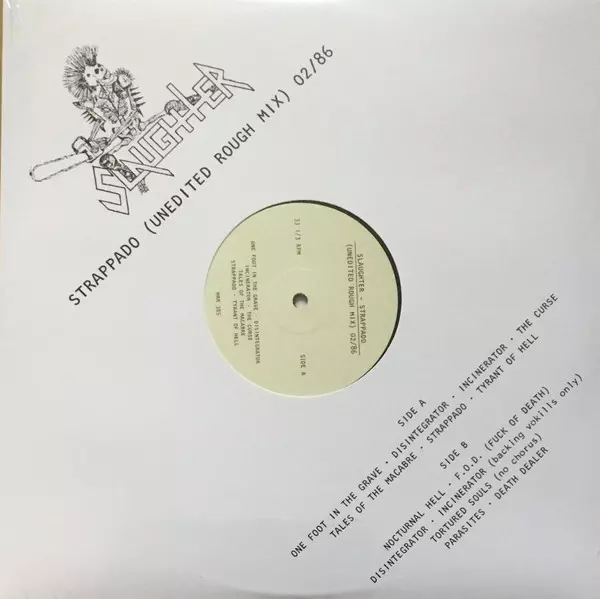 SLAUGHTER
STRAPPADO (UNEDITED ROUGH MIX) 02/86
SLAUGHTER - STRAPPADO
(UNEDITED ROUGH MIX) 02/86
33 1/3 RPM
SIDE A
ONE FOOT IN THE GRAVE · DISINTEGRATOR
INCINERATOR · THE CURSE
TALES OF THE MACABRE
STRAPPADO · TYRANT OF HELL
SIDE A
ONE FOOT IN THE GRAVE · DISINTEGRATOR · INCINERATOR · THE CURSE
TALES OF THE MACABRE · STRAPPADO · TYRANT OF HELL
SIDE B
NOCTURNAL HELL · F.O.D. (FUCK OF DEATH)
DISINTEGRATOR · INCINERATOR (backing vokills only)
TORTURED SOULS (no chorus)
PARASITES · DEATH DEALER